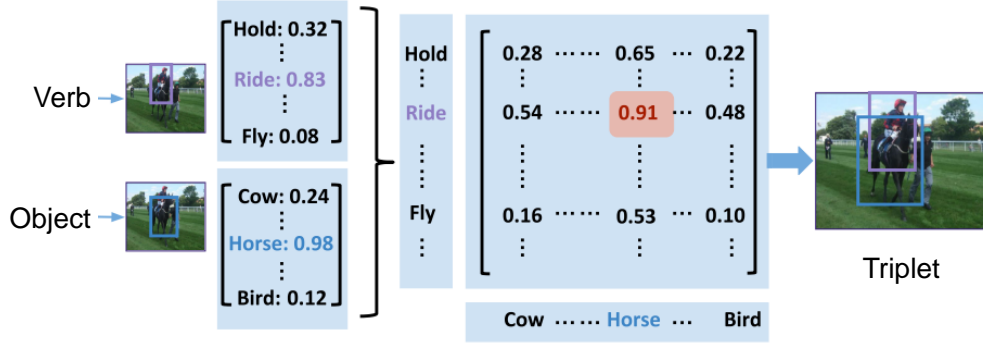 Verb
Hold: 0.32
⋮
Ride: 0.83
⋮
Fly: 0.08
Object
Cow: 0.24
⋮
Horse: 0.98
⋮
Bird: 0.12
Hold
⋮
Ride
⋮
⋮
Fly
⋮
0.28 ⋯⋯ 0.65 ⋯ 0.22
⋮ ⋮ ⋮
0.54 ⋯⋯ 0.91 ⋯ 0.48
⋮ ⋮ ⋮
⋮ ⋮ ⋮
0.16 ⋯⋯ 0.53 ⋯ 0.10
⋮ ⋮ ⋮
Cow ⋯⋯ Horse ⋯ Bird
Triplet